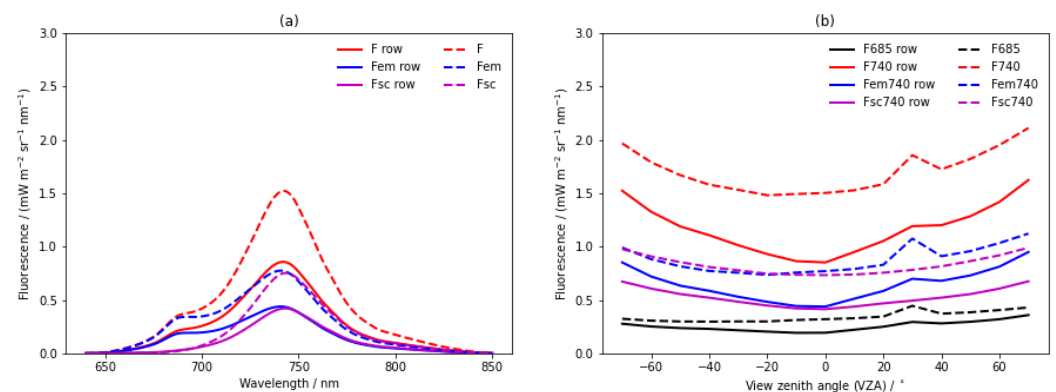 (a)
Fluorescence / (mW m⁻² sr⁻¹ nm⁻¹)
3.0
2.5
2.0
1.5
1.0
0.5
0.0
F row
Fem row
Fsc row
F
Fem
Fsc
650
700
750
800
850
Wavelength / nm
(b)
Fluorescence / (mW m⁻² sr⁻¹ nm⁻¹)
3.0
2.5
2.0
1.5
1.0
0.5
0.0
F685 row
F740 row
Fem740 row
Fsc740 row
F685
F740
Fem740
Fsc740
−60
−40
−20
0
20
40
60
View zenith angle (VZA) / °